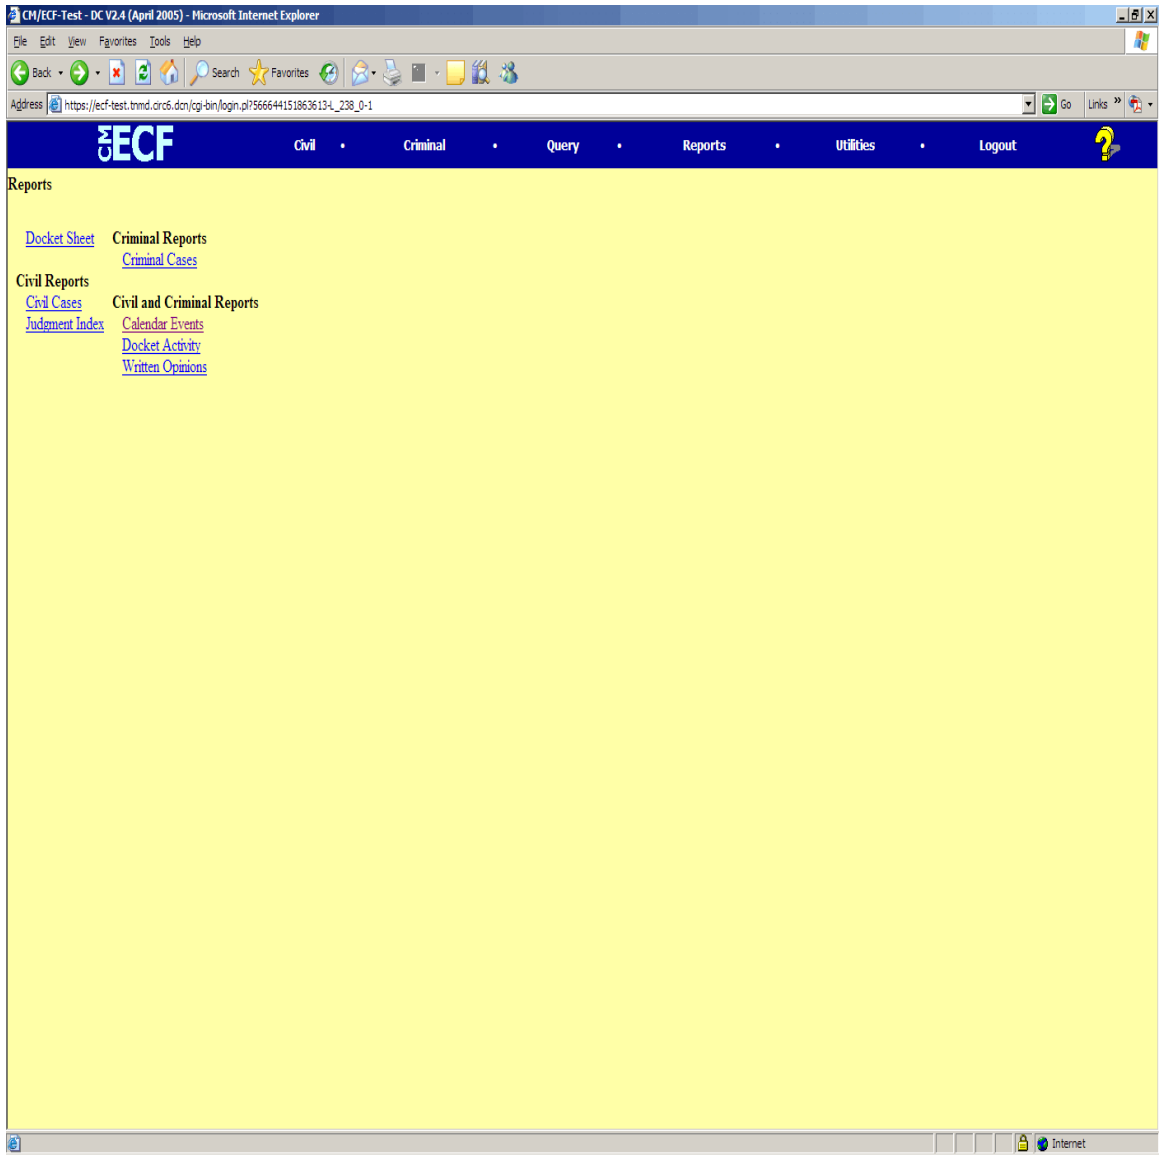 CM/ECF-Test - DC V2.4 (April 2005) - Microsoft Internet Explorer
File Edit View Favorites Tools Help
Back Search Favorites
Address https://ecf-test.tnmd.circ6.dcn/cgi-bin/login.pl?566644151863613-L_238_0-1 Go Links »
CM ECF Civil • Criminal • Query • Reports • Utilities • Logout ?
Reports
Docket Sheet Criminal Reports
Criminal Cases
Civil Reports
Civil Cases Civil and Criminal Reports
Judgment Index Calendar Events
Docket Activity
Written Opinions
Internet